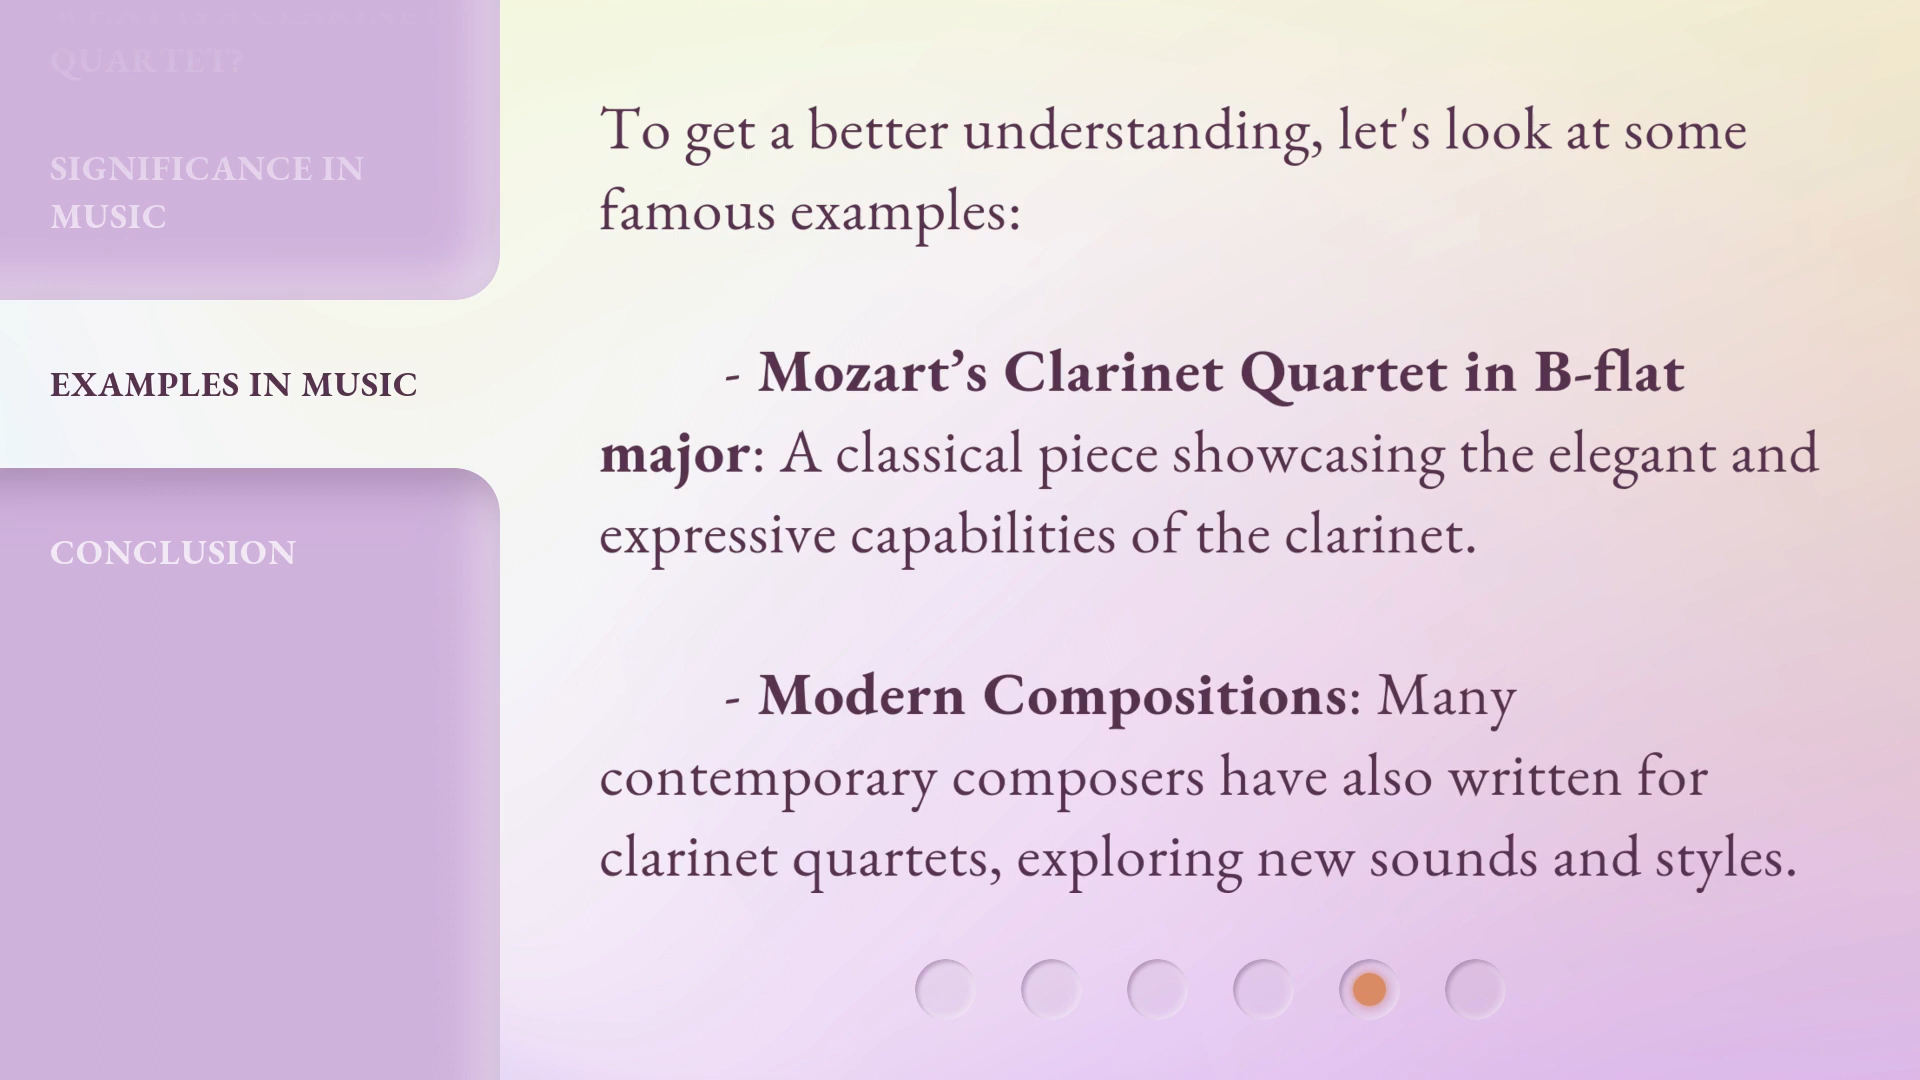 QUARTET?
SIGNIFICANCE IN
MUSIC
EXAMPLES IN MUSIC
CONCLUSION
To get a better understanding, let's look at some
famous examples:
- Mozart’s Clarinet Quartet in B-flat
major: A classical piece showcasing the elegant and
expressive capabilities of the clarinet.
- Modern Compositions: Many
contemporary composers have also written for
clarinet quartets, exploring new sounds and styles.